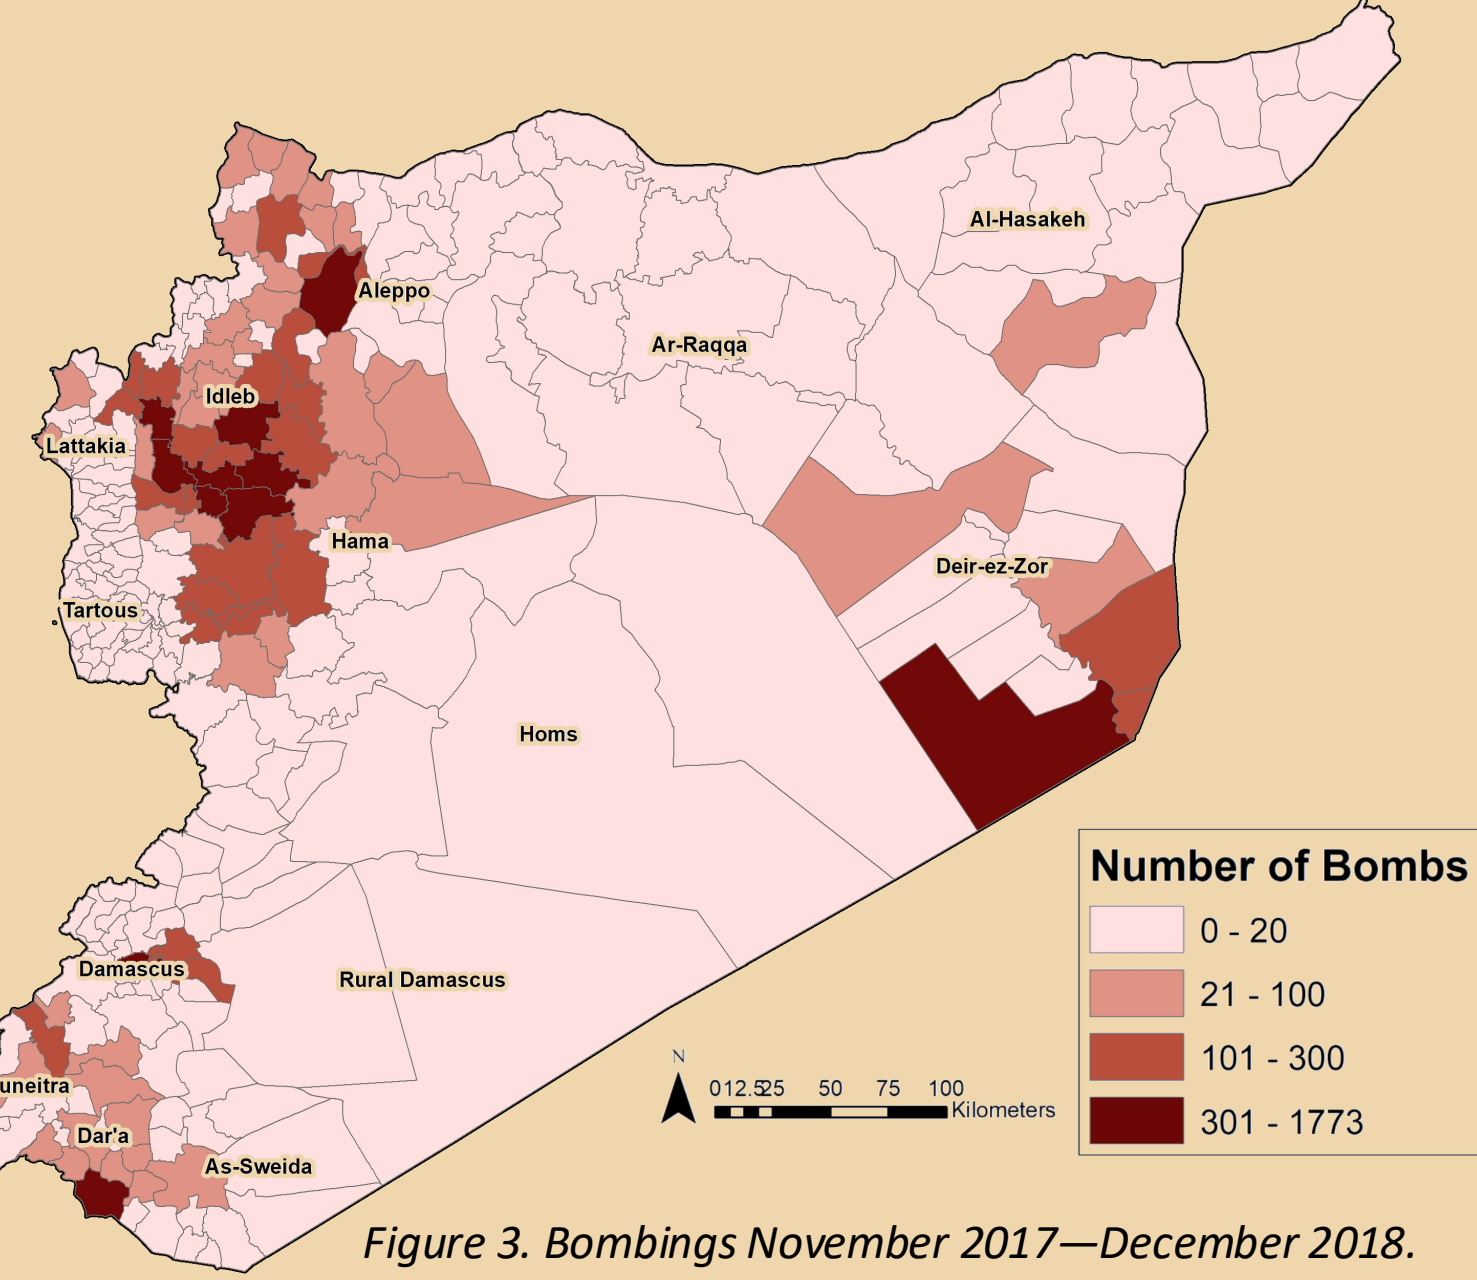 Al-Hasakeh
Aleppo
Ar-Raqqa
Idleb
Lattakia
Hama
Deir-ez-Zor
Tartous
Homs
Damascus
Rural Damascus
uneitra
Dar'a
As-Sweida
N
0 12.5 25 50 75 100
Kilometers
Number of Bombs
0 - 20
21 - 100
101 - 300
301 - 1773
Figure 3. Bombings November 2017—December 2018.